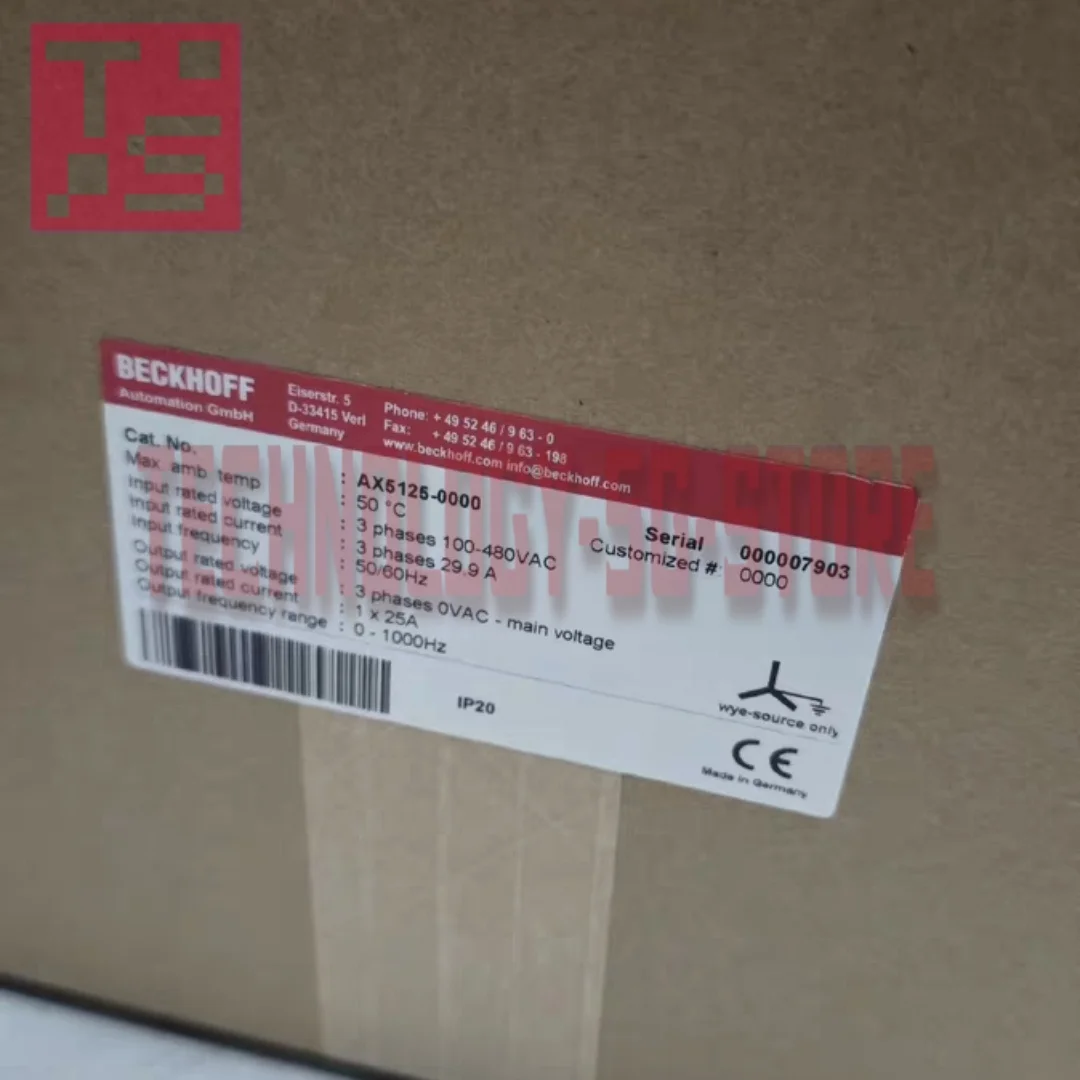 TS
BECKHOFF
Automation GmbH
Eiserstr. 5
D-33415 Verl
Germany
Phone: + 49 52 46 / 9 63 - 0
Fax: + 49 52 46 / 9 63 - 198
www.beckhoff.com info@beckhoff.com
Cat. No. : AX5125-0000
Max. amb. temp : 50 °C
Input rated voltage : 3 phases 100-480VAC
Input rated current : 3 phases 29.9 A
Input frequency : 50/60Hz
Output rated voltage : 3 phases 0VAC - main voltage
Output rated current : 1 x 25A
Output frequency range : 0 - 1000Hz
Serial 000007903
Customized #: 0000
TECHNOLOGY-SG STORE
IP20
wye-source only
CE
Made in Germany